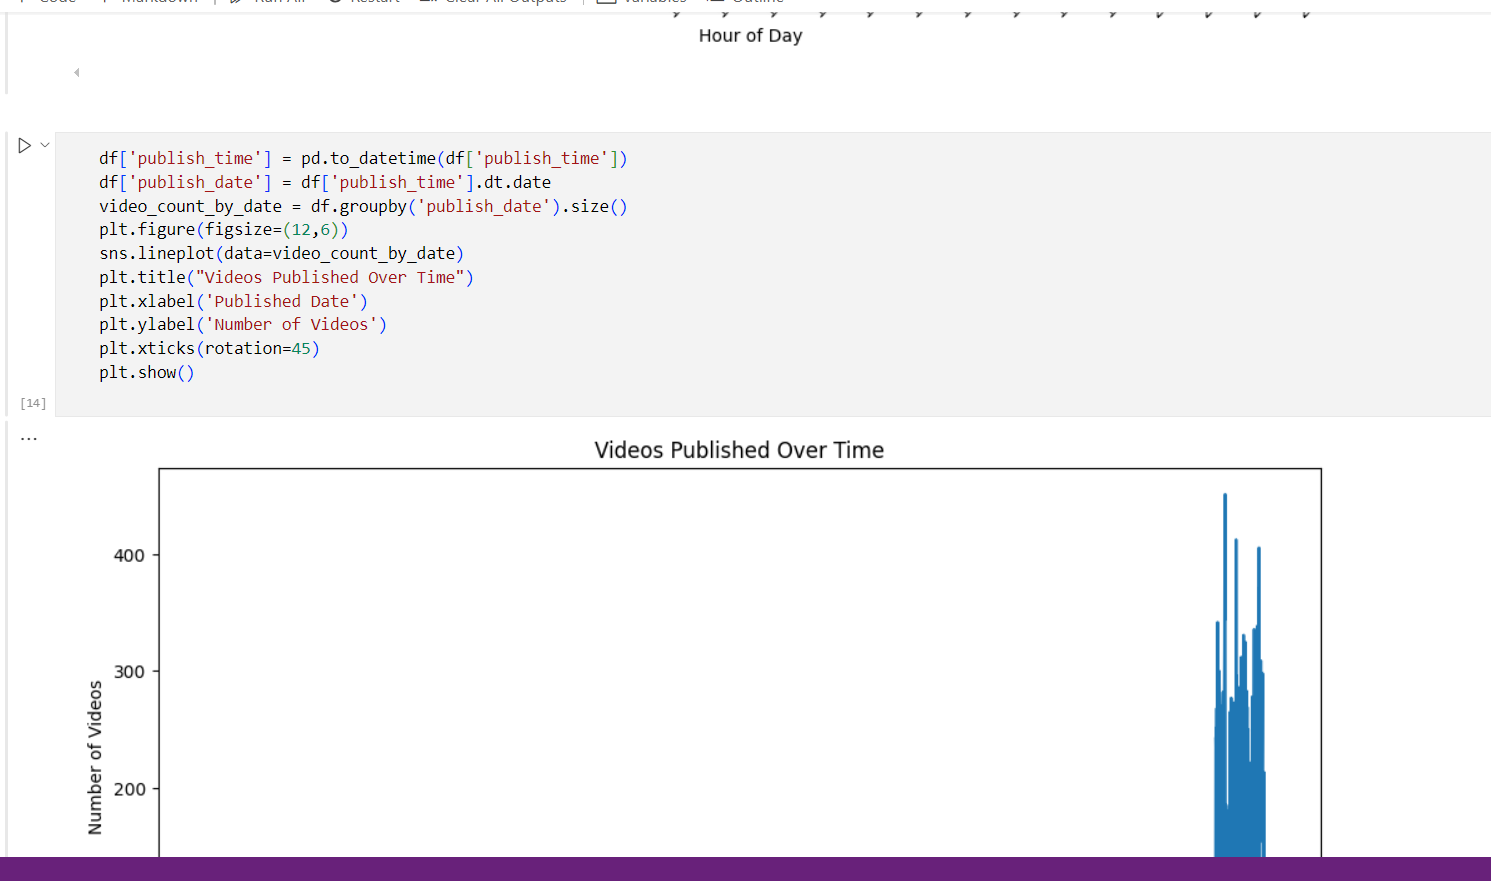 Code Markdown Run All Restart Clear All Outputs Variables Outline
Hour of Day
df['publish_time'] = pd.to_datetime(df['publish_time'])
df['publish_date'] = df['publish_time'].dt.date
video_count_by_date = df.groupby('publish_date').size()
plt.figure(figsize=(12,6))
sns.lineplot(data=video_count_by_date)
plt.title("Videos Published Over Time")
plt.xlabel('Published Date')
plt.ylabel('Number of Videos')
plt.xticks(rotation=45)
plt.show()
[14]
...
Videos Published Over Time
400
300
200
Number of Videos